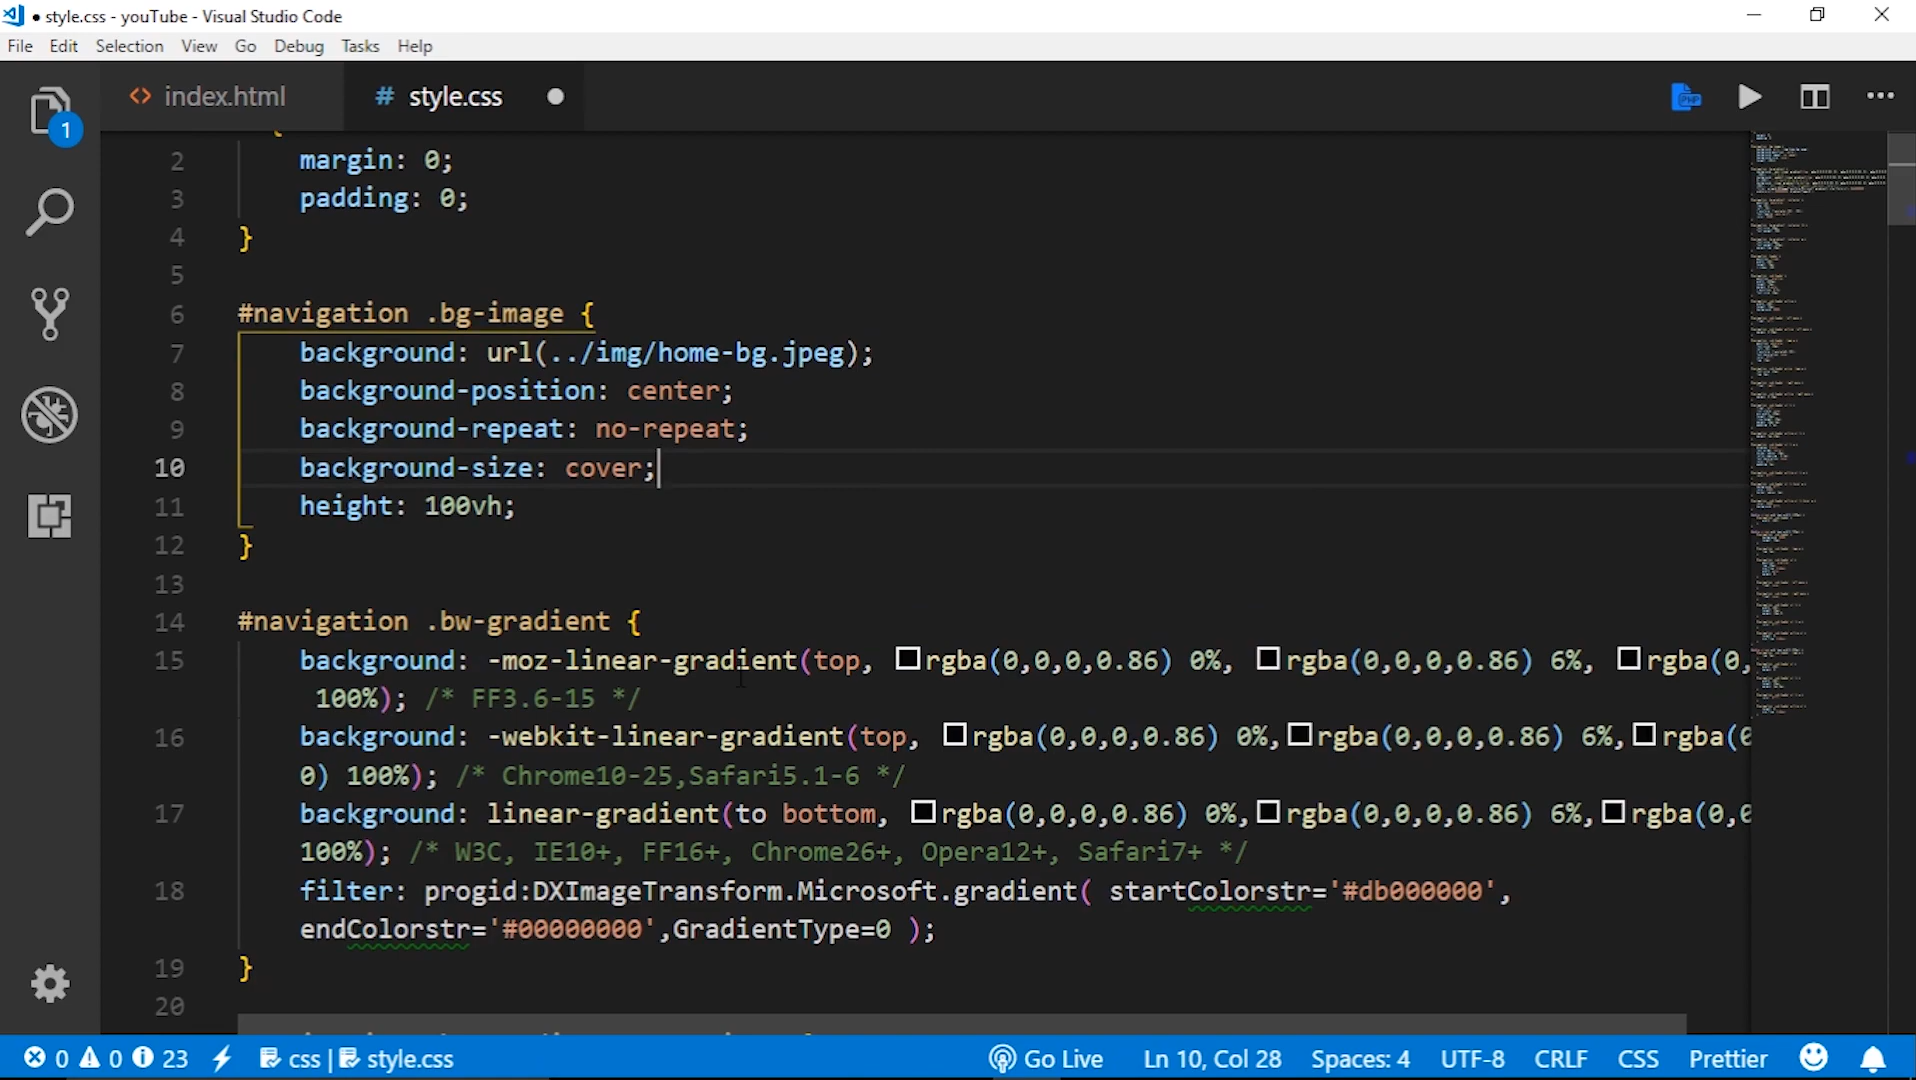 ● style.css - youTube - Visual Studio Code
File Edit Selection View Go Debug Tasks Help
<> index.html # style.css ●
PHP
1
{
2 margin: 0;
3 padding: 0;
4 }
5
6 #navigation .bg-image {
7 background: url(../img/home-bg.jpeg);
8 background-position: center;
9 background-repeat: no-repeat;
10 background-size: cover;
11 height: 100vh;
12 }
13
14 #navigation .bw-gradient {
15 background: -moz-linear-gradient(top, rgba(0,0,0,0.86) 0%, rgba(0,0,0,0.86) 6%, rgba(0,
100%); /* FF3.6-15 */
16 background: -webkit-linear-gradient(top, rgba(0,0,0,0.86) 0%,rgba(0,0,0,0.86) 6%,rgba(0
0) 100%); /* Chrome10-25,Safari5.1-6 */
17 background: linear-gradient(to bottom, rgba(0,0,0,0.86) 0%,rgba(0,0,0,0.86) 6%,rgba(0,0
100%); /* W3C, IE10+, FF16+, Chrome26+, Opera12+, Safari7+ */
18 filter: progid:DXImageTransform.Microsoft.gradient( startColorstr='#db000000',
endColorstr='#00000000',GradientType=0 );
19 }
20
0 0 23 css | style.css Go Live Ln 10, Col 28 Spaces: 4 UTF-8 CRLF CSS Prettier